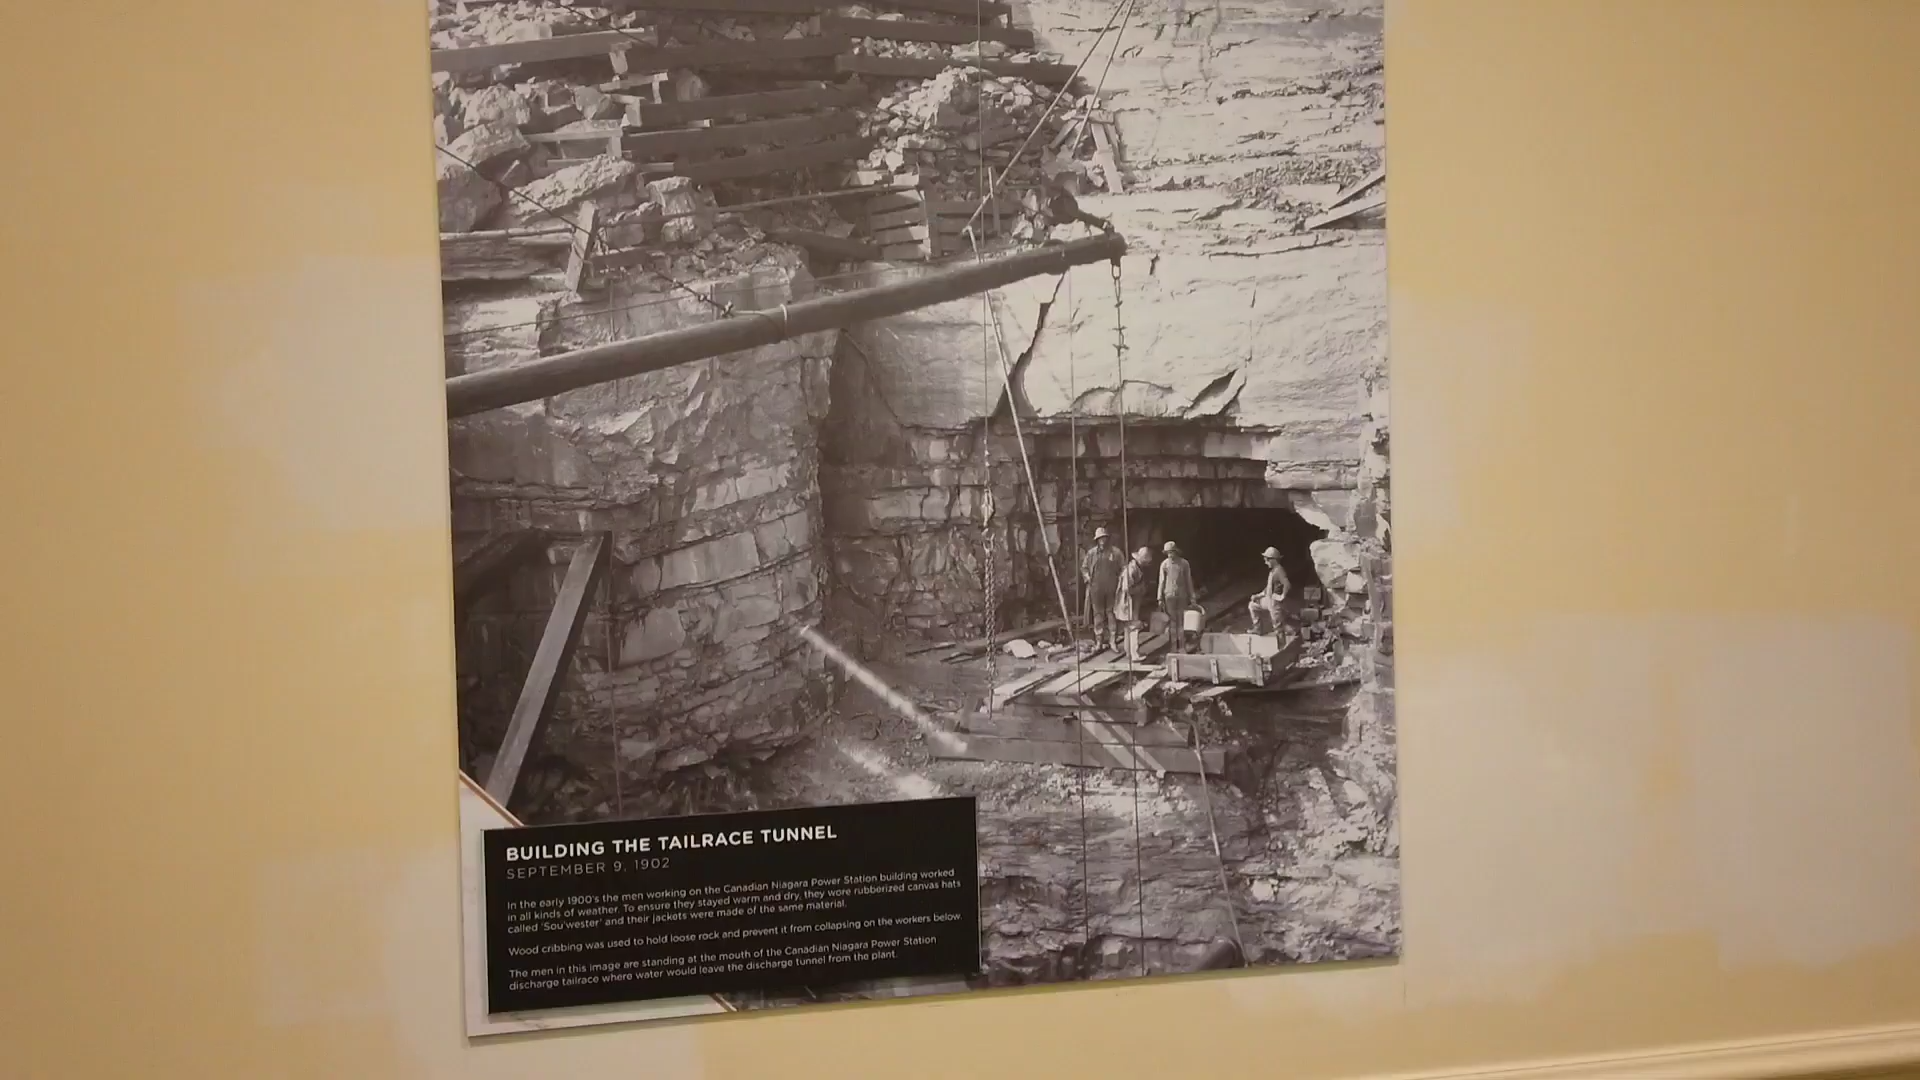 BUILDING THE TAILRACE TUNNEL
SEPTEMBER 9, 1902
In the early 1900's the men working on the Canadian Niagara Power Station building worked
in all kinds of weather. To ensure they stayed warm and dry, they wore rubberized canvas hats
called 'Sou'wester' and their jackets were made of the same material.
Wood cribbing was used to hold loose rock and prevent it from collapsing on the workers below.
The men in this image are standing at the mouth of the Canadian Niagara Power Station
discharge tailrace where water would leave the discharge tunnel from the plant.